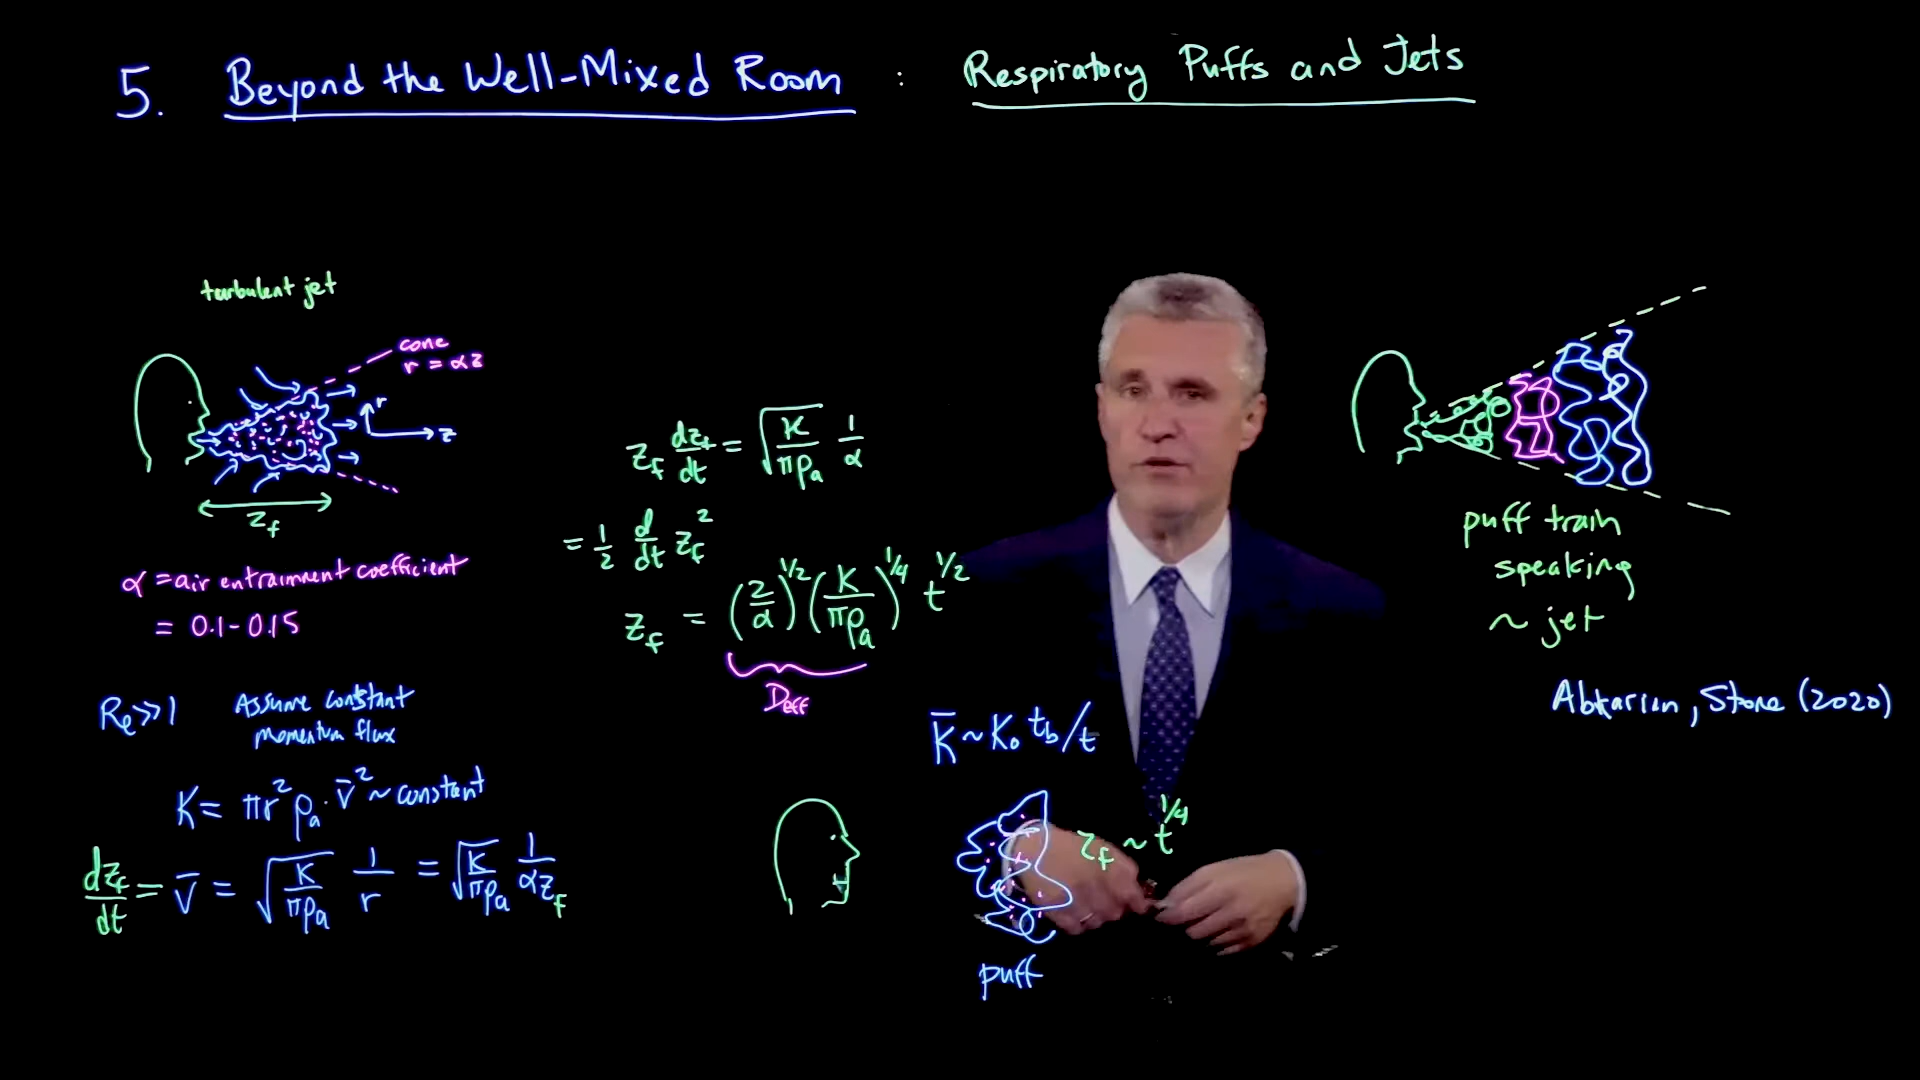 5. Beyond the Well-Mixed Room : Respiratory Puffs and Jets
turbulent jet
cone
r = αz
r
z
z_f
α = air entrainment coefficient
= 0.1-0.15
Re >> 1 Assume constant
momentum flux
K = πr² ρ_a · v̄² ~ constant
dz_f/dt = v̄ = √(K/πρ_a) 1/r = √(K/πρ_a) 1/αz_f
z_f dz_f/dt = √(K/πρ_a) 1/α
= 1/2 d/dt z_f²
z_f = (2/α)^1/2 (K/πρ_a)^1/4 t^1/2
D_eff
K̄ ~ K₀ t_b/t
z_f ~ t^1/4
puff
puff train
speaking
~ jet
Abkarian, Stone (2020)